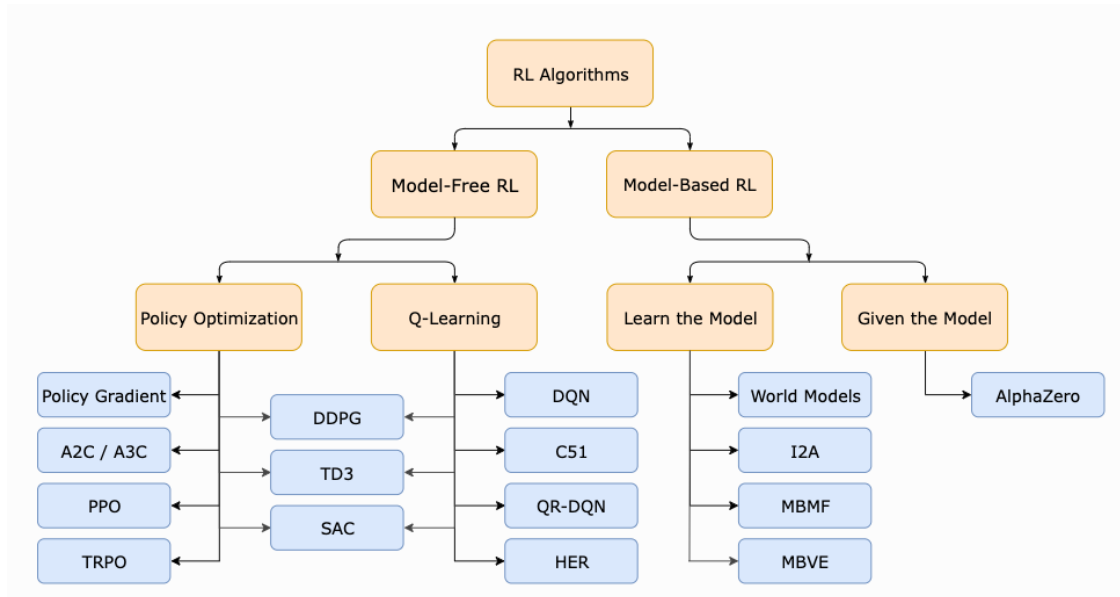 RL Algorithms
Model-Free RL
Model-Based RL
Policy Optimization
Q-Learning
Learn the Model
Given the Model
Policy Gradient
DDPG
DQN
World Models
AlphaZero
A2C / A3C
TD3
C51
I2A
PPO
SAC
QR-DQN
MBMF
TRPO
HER
MBVE